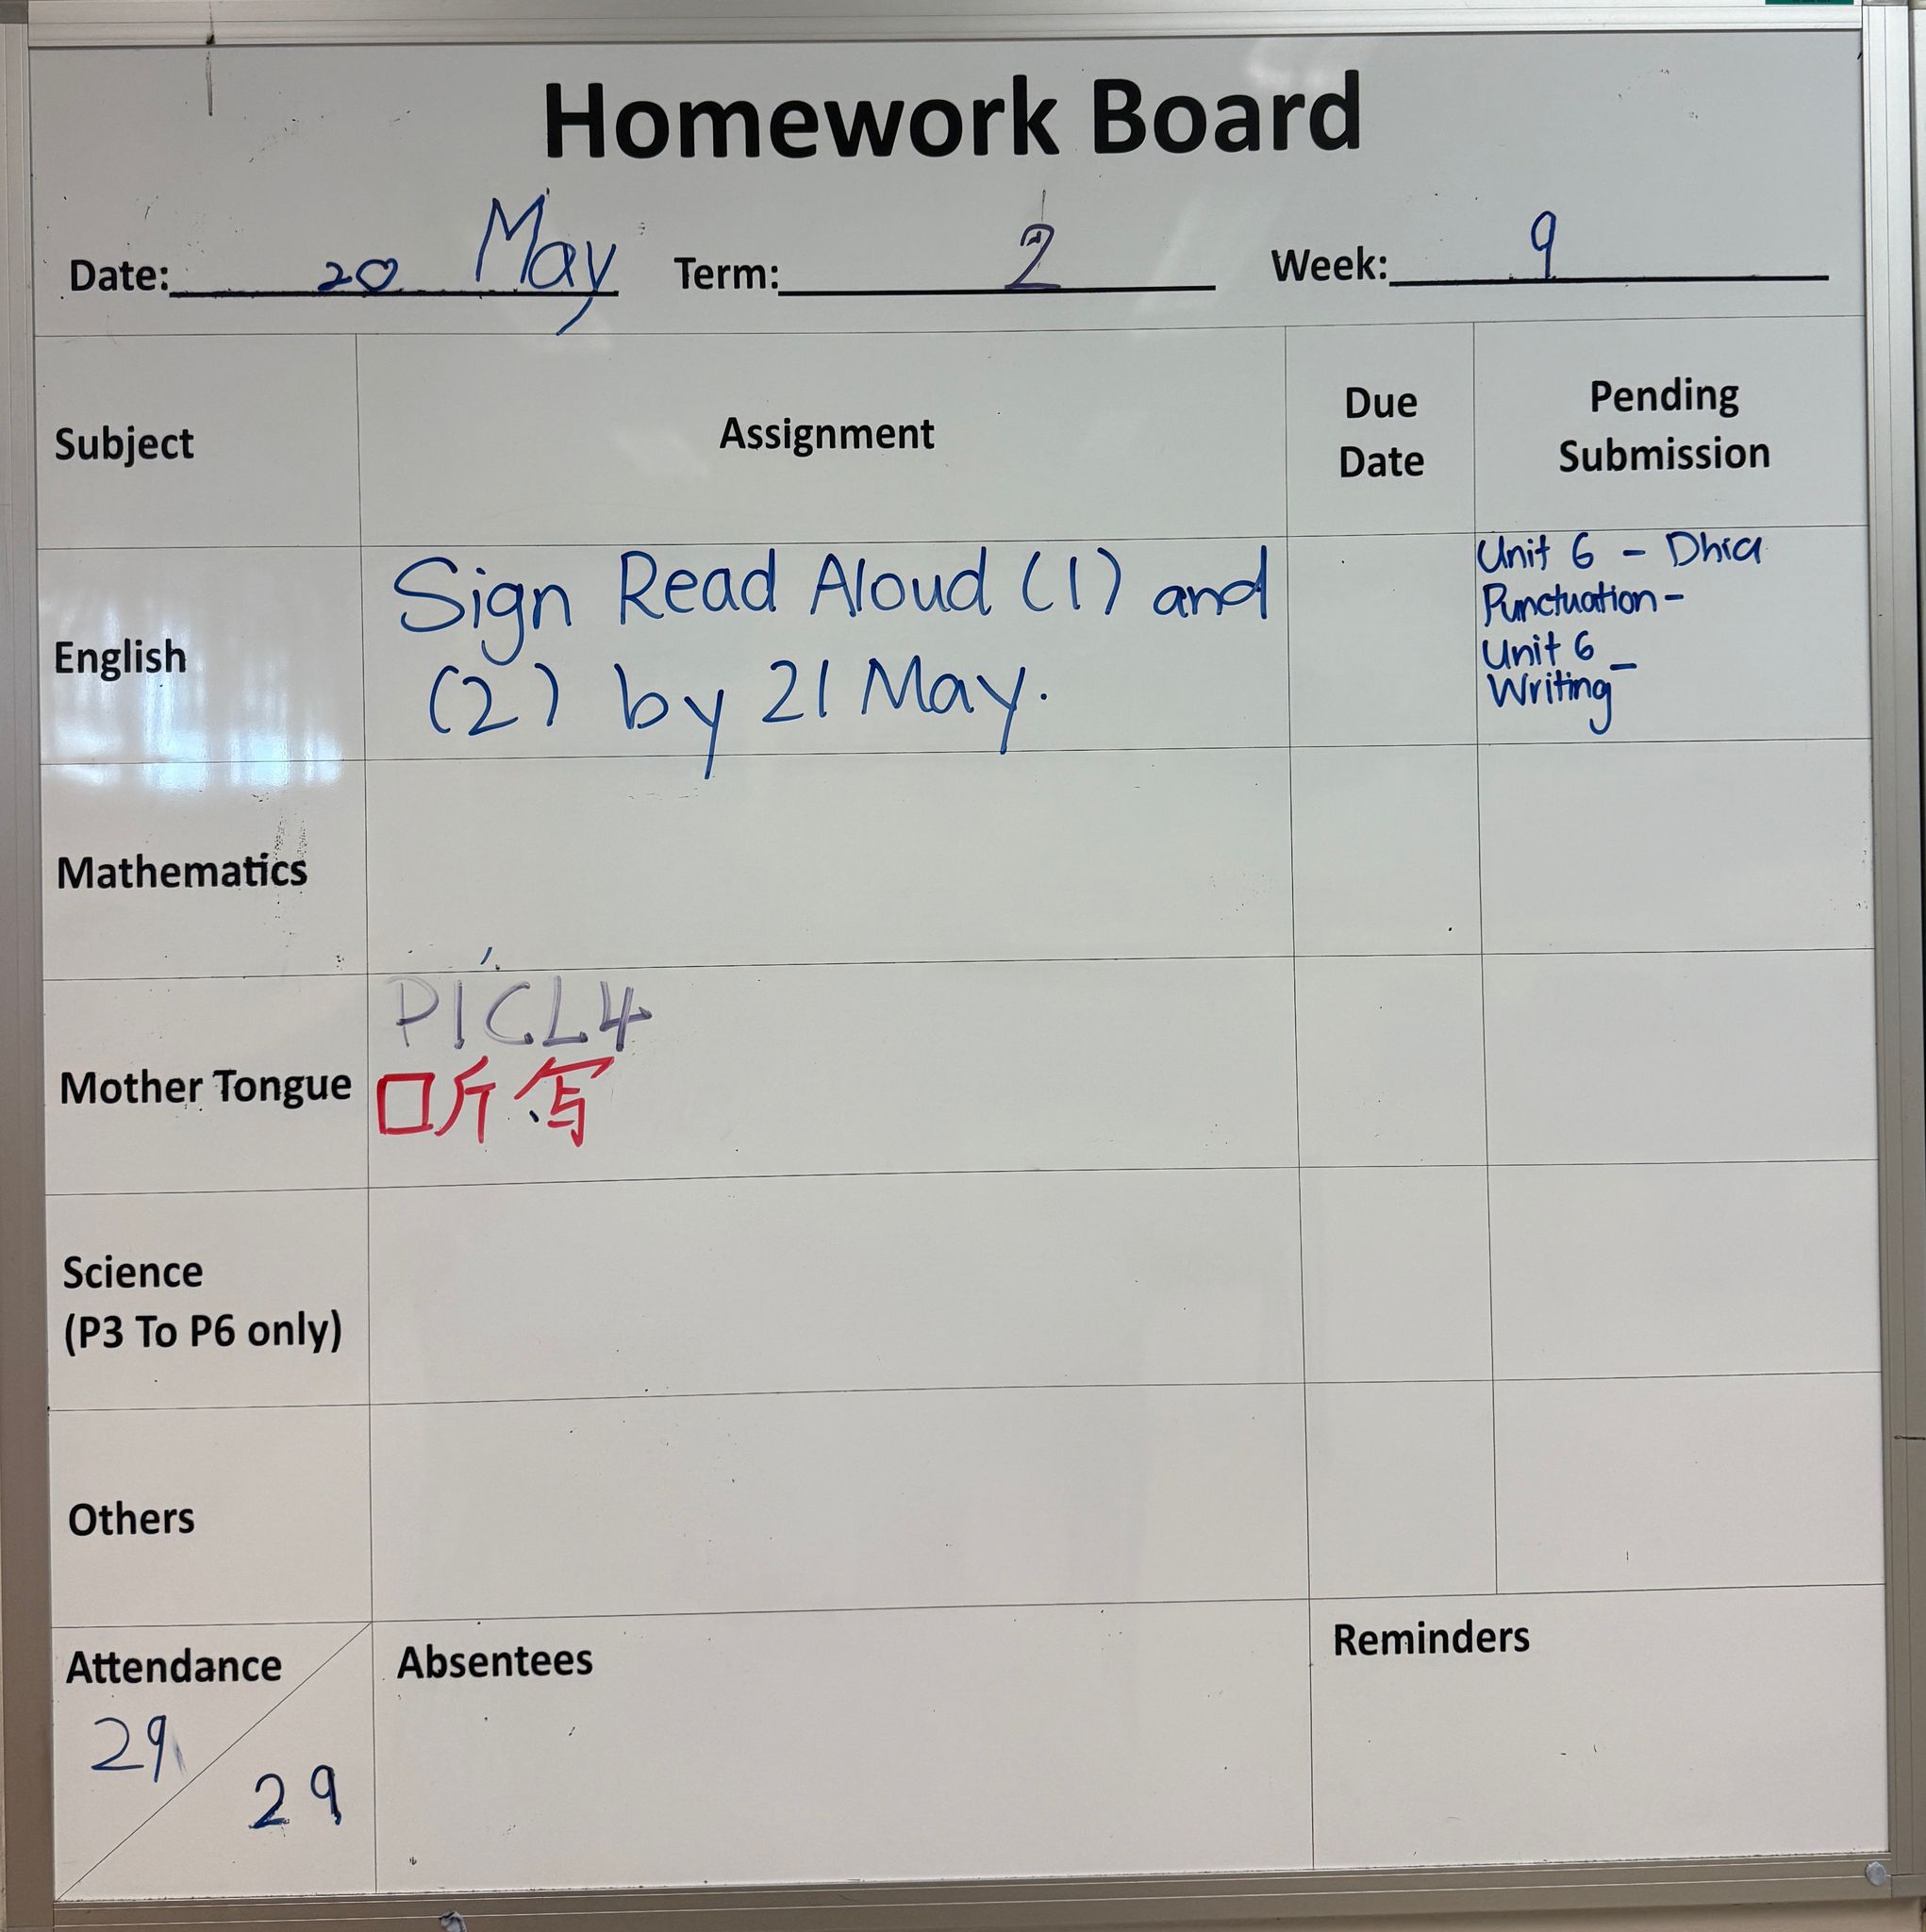 Homework Board
Date: 20 May Term: 2 Week: 9
Subject Assignment Due Date Pending Submission
English
Sign Read Aloud (1) and
(2) by 21 May.
Unit 6 - Dhia
Punctuation -
Unit 6 -
Writing
Mathematics
Mother Tongue
P1CL4
听写
Science
(P3 To P6 only)
Others
Attendance
29
29
Absentees
Reminders